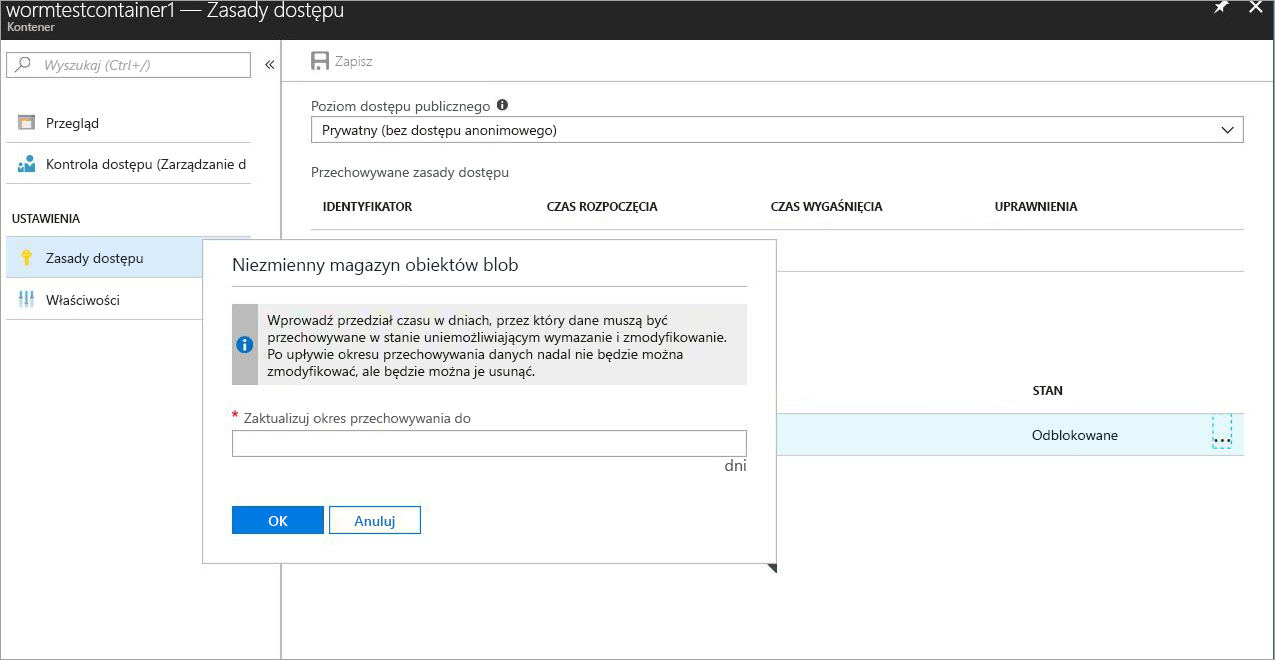 wormtestcontainer1 — Zasady dostępu
Kontener
Wyszukaj (Ctrl+/)
«
Przegląd
Kontrola dostępu (Zarządzanie d
USTAWIENIA
Zasady dostępu
Właściwości
Zapisz
Poziom dostępu publicznego
Prywatny (bez dostępu anonimowego)
Przechowywane zasady dostępu
IDENTYFIKATOR CZAS ROZPOCZĘCIA CZAS WYGAŚNIĘCIA UPRAWNIENIA
Niezmienny magazyn obiektów blob
Wprowadź przedział czasu w dniach, przez który dane muszą być
przechowywane w stanie uniemożliwiającym wymazanie i zmodyfikowanie.
Po upływie okresu przechowywania danych nadal nie będzie można
zmodyfikować, ale będzie można je usunąć.
* Zaktualizuj okres przechowywania do
dni
OK Anuluj
STAN
Odblokowane ...